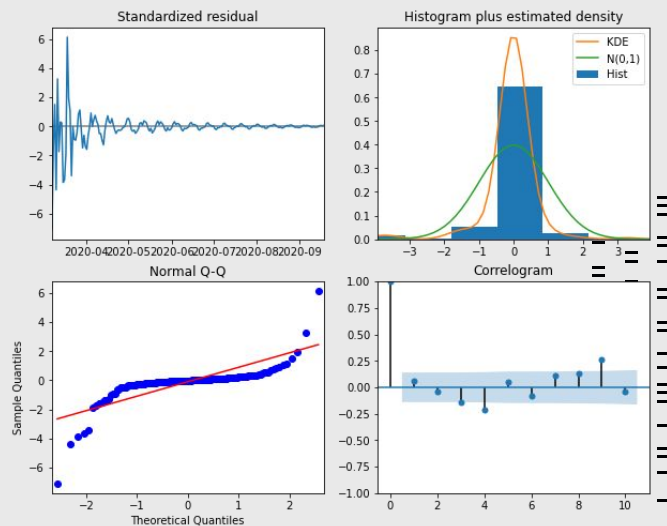 Standardized residual
6
4
2
0
−2
−4
−6
2020-04 2020-05 2020-06 2020-07 2020-08 2020-09
Histogram plus estimated density
KDE
N(0,1)
Hist
0.8
0.7
0.6
0.5
0.4
0.3
0.2
0.1
0.0
−3 −2 −1 0 1 2 3
Normal Q-Q
Sample Quantiles
6
4
2
0
−2
−4
−6
−2 −1 0 1 2
Theoretical Quantiles
Correlogram
1.00
0.75
0.50
0.25
0.00
−0.25
−0.50
−0.75
−1.00
0 2 4 6 8 10